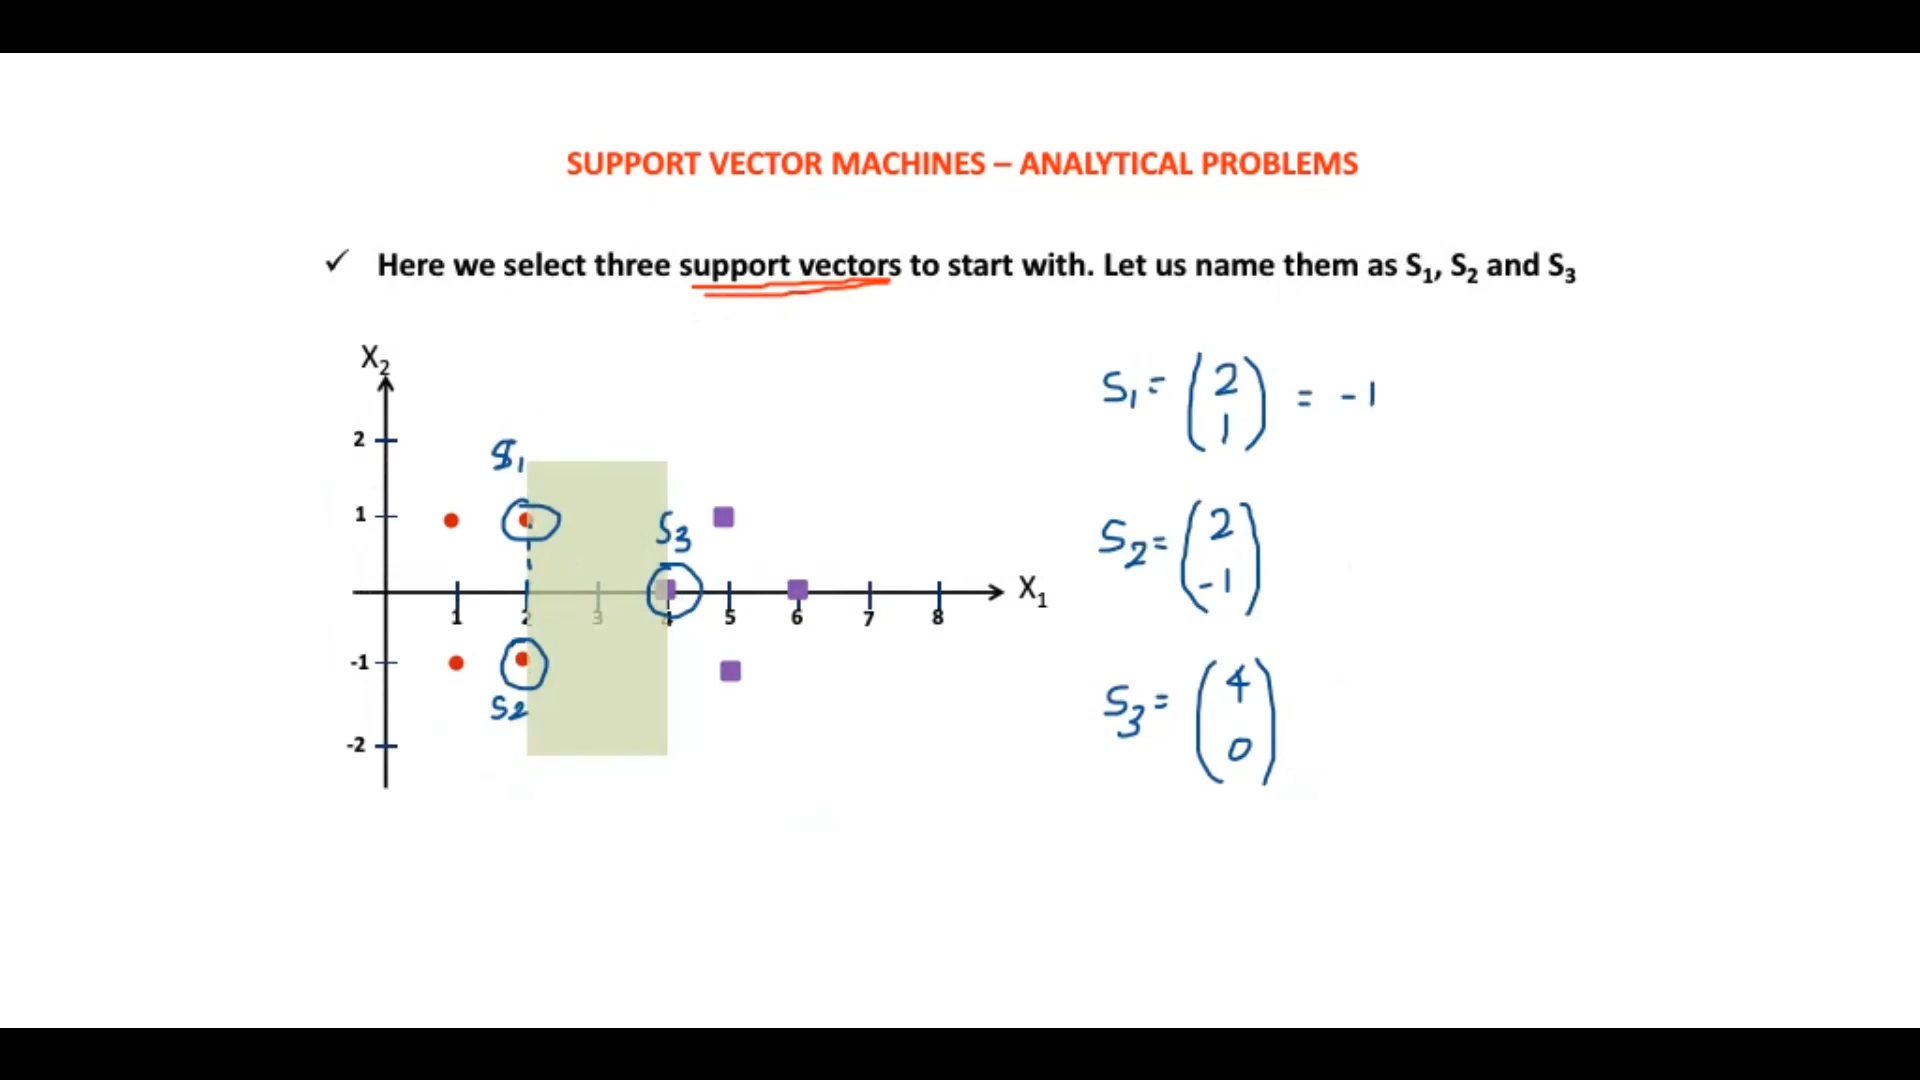 SUPPORT VECTOR MACHINES – ANALYTICAL PROBLEMS
✓ Here we select three support vectors to start with. Let us name them as S₁, S₂ and S₃
X₂
2
1
-1
-2
S₁
S₃
S₂
1 2 3 4 5 6 7 8
X₁
S₁ = (2 1) = -1
S₂ = (2 -1)
S₃ = (4 0)